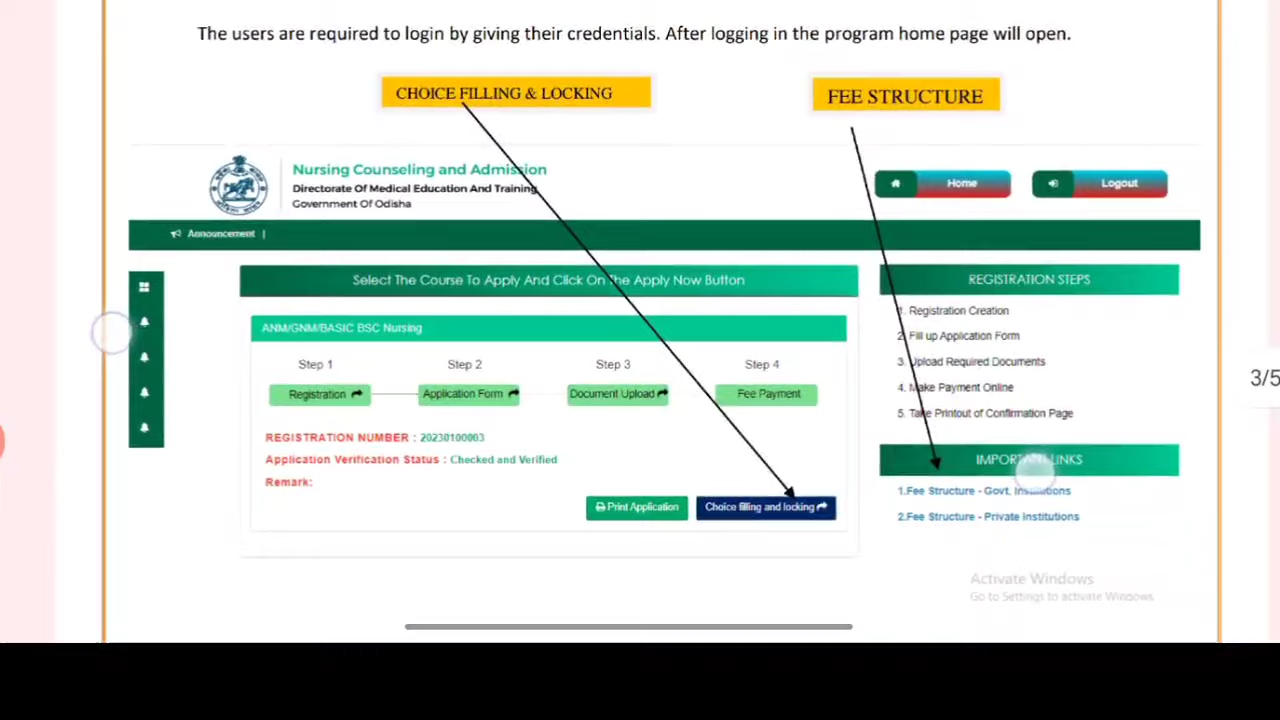 The users are required to login by giving their credentials. After logging in the program home page will open.
CHOICE FILLING & LOCKING
FEE STRUCTURE
Nursing Counseling and Admission
Directorate Of Medical Education And Training
Government Of Odisha
Home
Logout
Announcement |
Select The Course To Apply And Click On The Apply Now Button
ANM/GNM/BASIC BSC Nursing
Step 1
Step 2
Step 3
Step 4
Registration
Application Form
Document Upload
Fee Payment
REGISTRATION NUMBER : 20230100003
Application Verification Status : Checked and Verified
Remark:
Print Application
Choice filling and locking
REGISTRATION STEPS
1. Registration Creation
2. Fill up Application Form
3. Upload Required Documents
4. Make Payment Online
5. Take Printout of Confirmation Page
IMPORTANT LINKS
1.Fee Structure - Govt. Institutions
2.Fee Structure - Private Institutions
3/5
Activate Windows
Go to Settings to activate Windows.